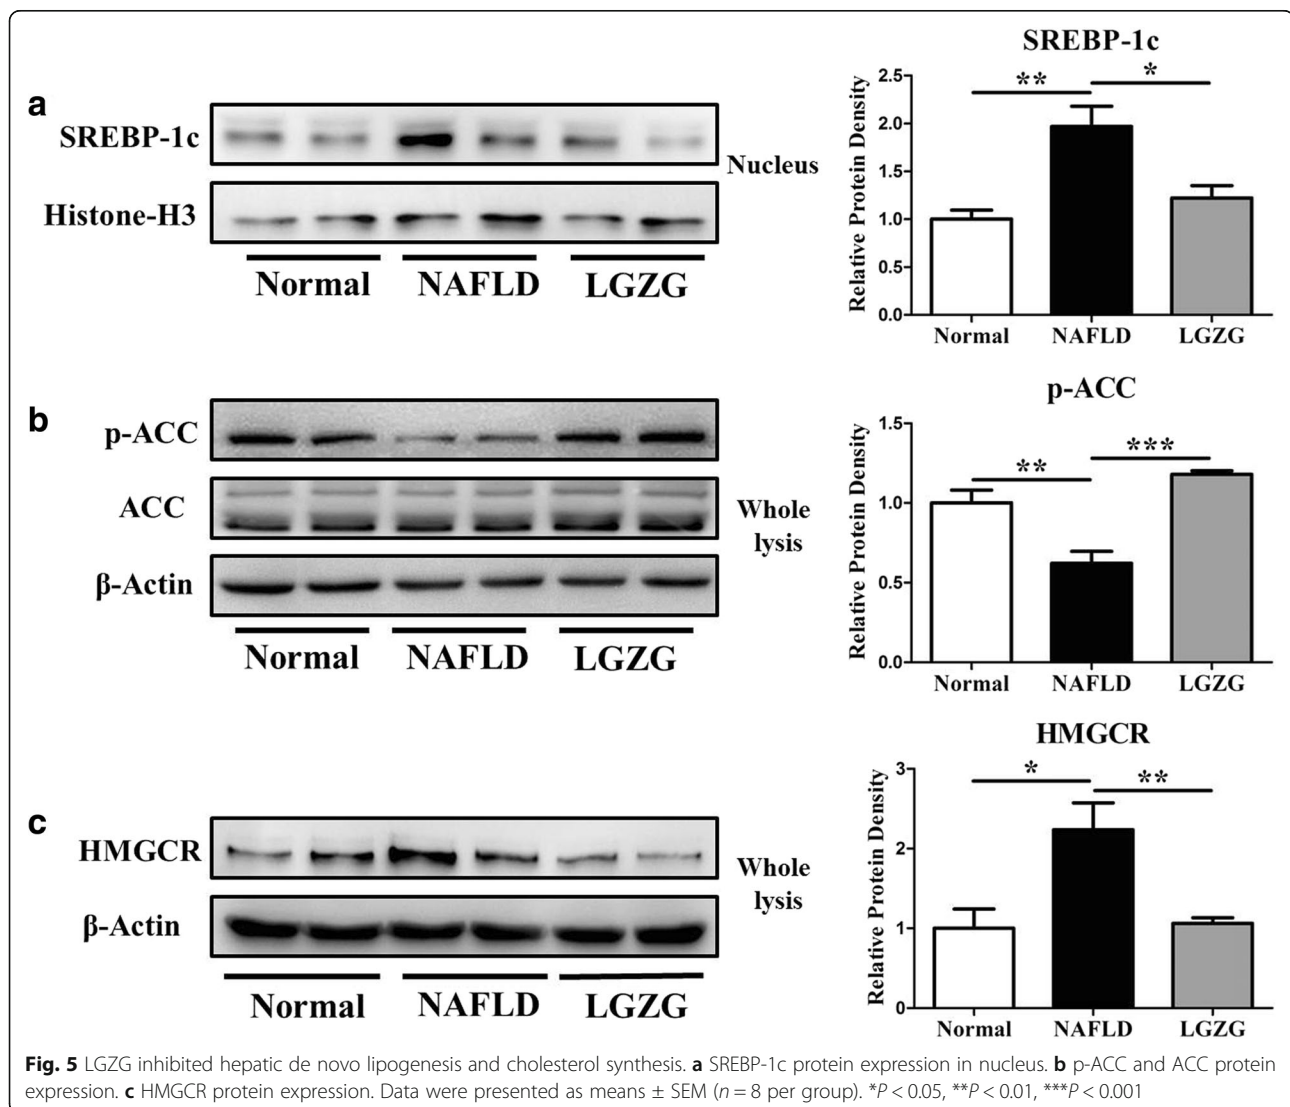 a
SREBP-1c
Histone-H3
Nucleus
Normal NAFLD LGZG
SREBP-1c
Relative Protein Density
2.5
2.0
1.5
1.0
0.5
0.0
** *
Normal NAFLD LGZG
b
p-ACC
ACC
β-Actin
Whole
lysis
Normal NAFLD LGZG
p-ACC
Relative Protein Density
1.5
1.0
0.5
0.0
** ***
Normal NAFLD LGZG
c
HMGCR
β-Actin
Whole
lysis
Normal NAFLD LGZG
HMGCR
Relative Protein Density
3
2
1
0
* **
Normal NAFLD LGZG
Fig. 5 LGZG inhibited hepatic de novo lipogenesis and cholesterol synthesis. a SREBP-1c protein expression in nucleus. b p-ACC and ACC protein
expression. c HMGCR protein expression. Data were presented as means ± SEM (n = 8 per group). *P < 0.05, **P < 0.01, ***P < 0.001